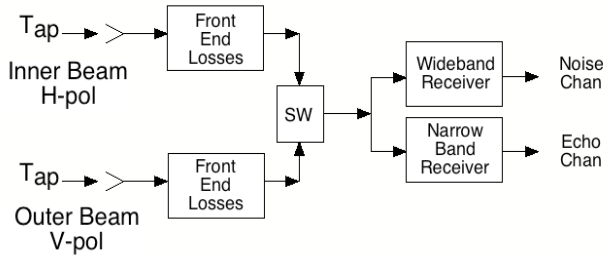 Tap
Inner Beam
H-pol
Front
End
Losses
SW
Wideband
Receiver
Noise
Chan
Narrow
Band
Receiver
Echo
Chan
Tap
Outer Beam
V-pol
Front
End
Losses